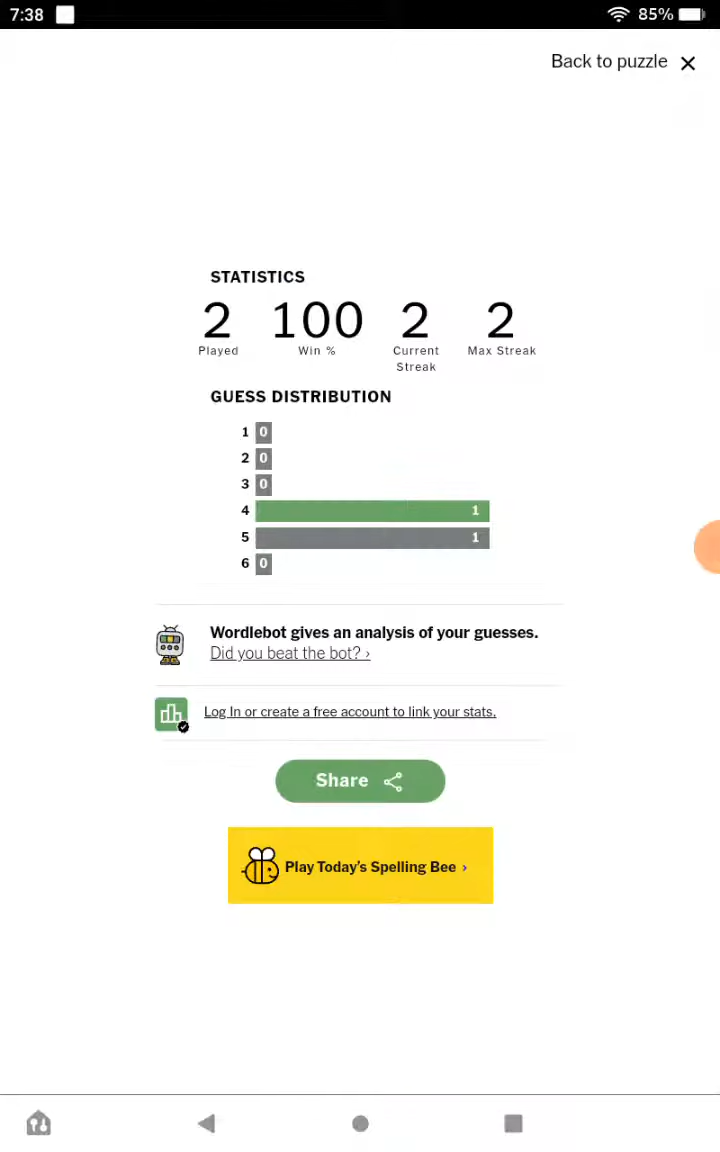 7:38 85%
Back to puzzle ×
STATISTICS
2 100 2 2
Played Win % Current Streak Max Streak
GUESS DISTRIBUTION
1 0
2 0
3 0
4 1
5 1
6 0
Wordlebot gives an analysis of your guesses.
Did you beat the bot? ›
Log In or create a free account to link your stats.
Share
Play Today's Spelling Bee ›